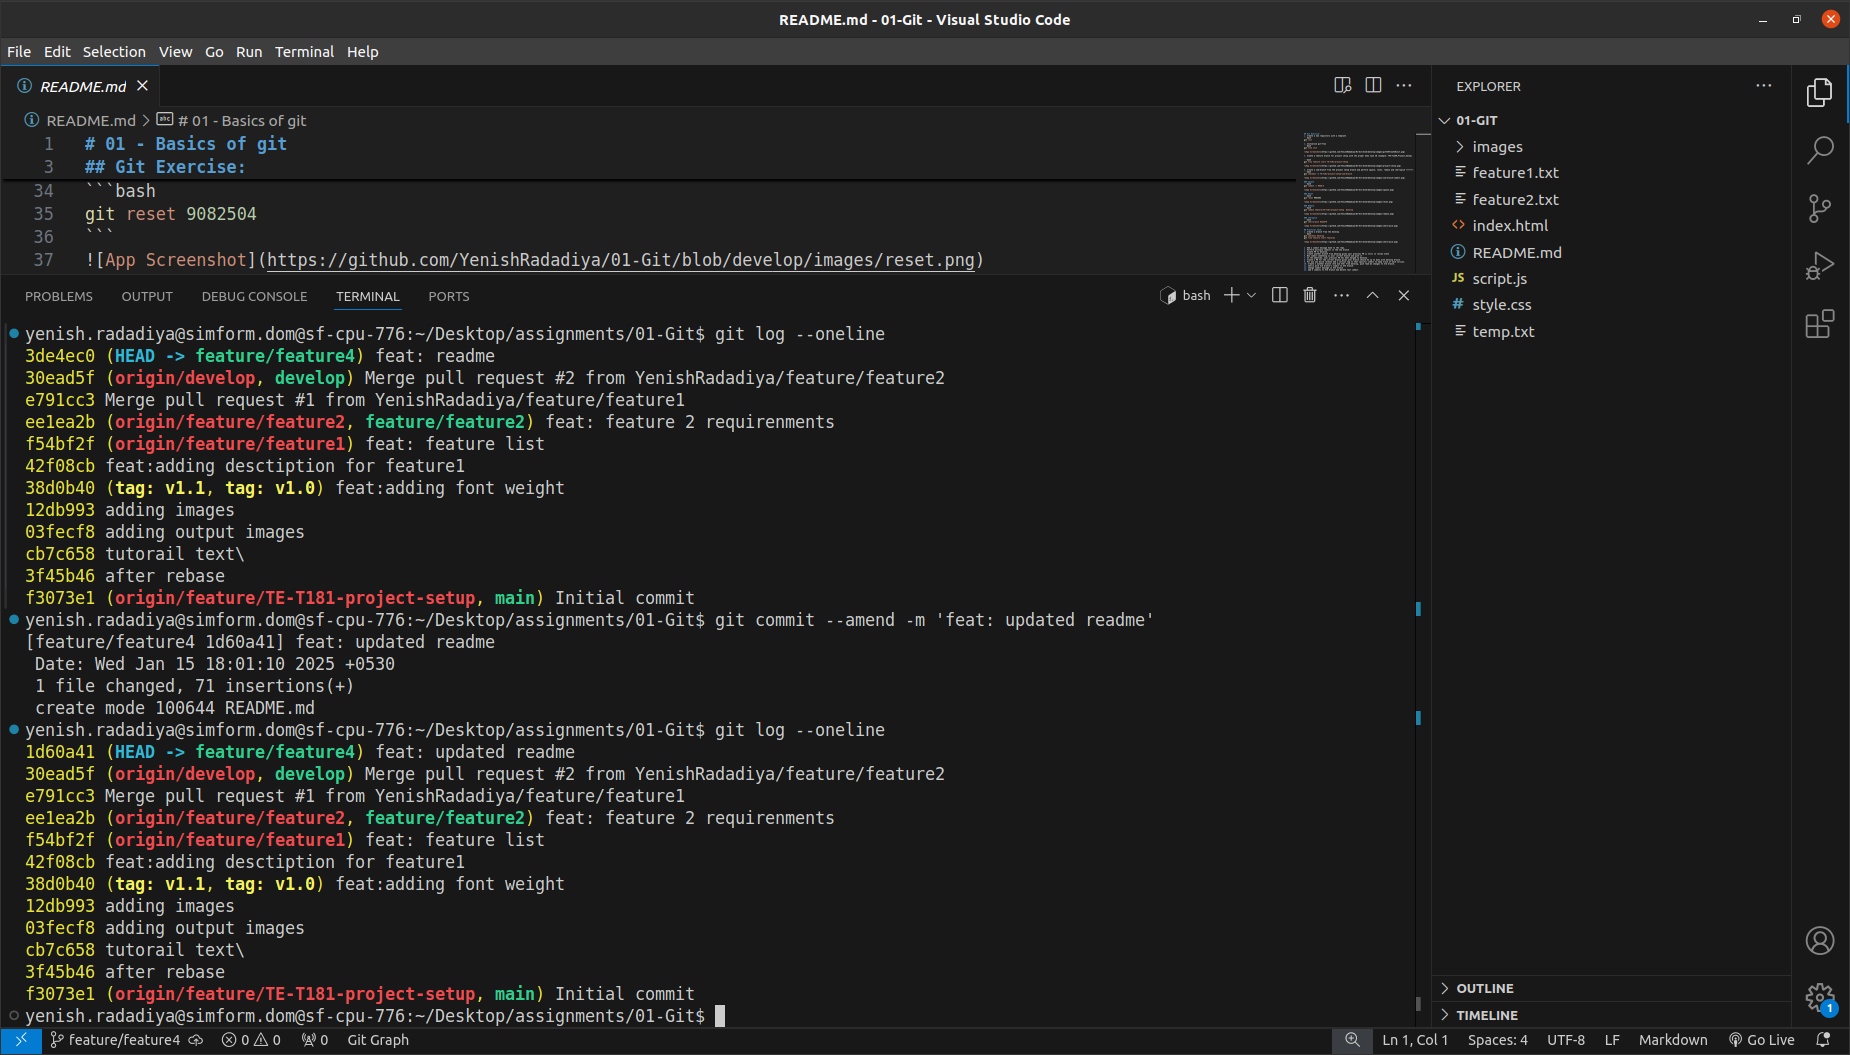 README.md - 01-Git - Visual Studio Code
File Edit Selection View Go Run Terminal Help
README.md
README.md > # 01 - Basics of git
1 # 01 - Basics of git
3 ## Git Exercise:
34 ```bash
35 git reset 9082504
36 ```
37 ![App Screenshot](https://github.com/YenishRadadiya/01-Git/blob/develop/images/reset.png)
PROBLEMS OUTPUT DEBUG CONSOLE TERMINAL PORTS
bash
yenish.radadiya@simform.dom@sf-cpu-776:~/Desktop/assignments/01-Git$ git log --oneline
3de4ec0 (HEAD -> feature/feature4) feat: readme
30ead5f (origin/develop, develop) Merge pull request #2 from YenishRadadiya/feature/feature2
e791cc3 Merge pull request #1 from YenishRadadiya/feature/feature1
ee1ea2b (origin/feature/feature2, feature/feature2) feat: feature 2 requirenments
f54bf2f (origin/feature/feature1) feat: feature list
42f08cb feat:adding desctiption for feature1
38d0b40 (tag: v1.1, tag: v1.0) feat:adding font weight
12db993 adding images
03fecf8 adding output images
cb7c658 tutorail text\
3f45b46 after rebase
f3073e1 (origin/feature/TE-T181-project-setup, main) Initial commit
yenish.radadiya@simform.dom@sf-cpu-776:~/Desktop/assignments/01-Git$ git commit --amend -m 'feat: updated readme'
[feature/feature4 1d60a41] feat: updated readme
Date: Wed Jan 15 18:01:10 2025 +0530
1 file changed, 71 insertions(+)
create mode 100644 README.md
yenish.radadiya@simform.dom@sf-cpu-776:~/Desktop/assignments/01-Git$ git log --oneline
1d60a41 (HEAD -> feature/feature4) feat: updated readme
30ead5f (origin/develop, develop) Merge pull request #2 from YenishRadadiya/feature/feature2
e791cc3 Merge pull request #1 from YenishRadadiya/feature/feature1
ee1ea2b (origin/feature/feature2, feature/feature2) feat: feature 2 requirenments
f54bf2f (origin/feature/feature1) feat: feature list
42f08cb feat:adding desctiption for feature1
38d0b40 (tag: v1.1, tag: v1.0) feat:adding font weight
12db993 adding images
03fecf8 adding output images
cb7c658 tutorail text\
3f45b46 after rebase
f3073e1 (origin/feature/TE-T181-project-setup, main) Initial commit
yenish.radadiya@simform.dom@sf-cpu-776:~/Desktop/assignments/01-Git$
EXPLORER
01-GIT
images
feature1.txt
feature2.txt
index.html
README.md
JS script.js
# style.css
temp.txt
OUTLINE
TIMELINE
1
feature/feature4 0 0 0 Git Graph Ln 1, Col 1 Spaces: 4 UTF-8 LF Markdown Go Live